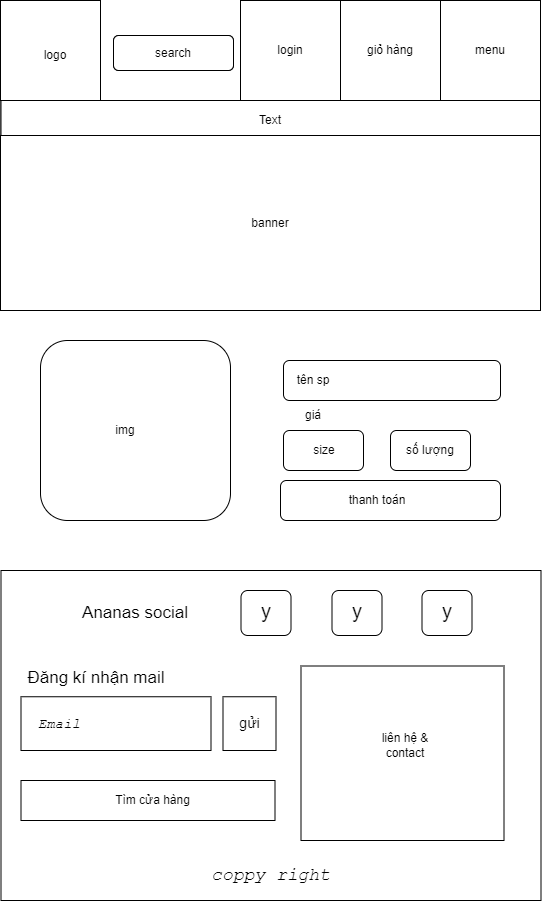 logo
search
login
giỏ hàng
menu
Text
banner
img
tên sp
giá
size
số lượng
thanh toán
Ananas social
y
y
y
Đăng kí nhận mail
Email
gửi
Tìm cửa hàng
liên hệ &
contact
coppy right